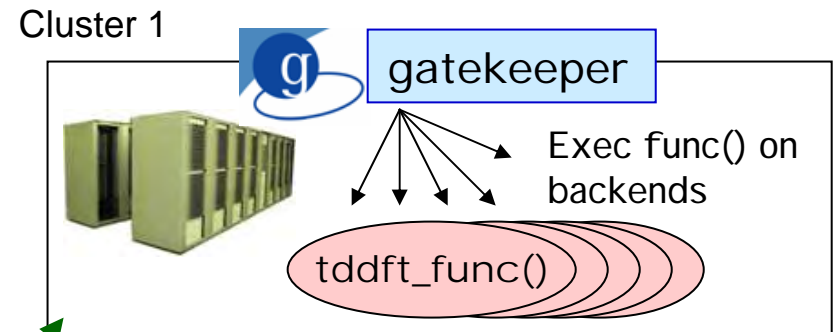 Cluster 1
g
gatekeeper
Exec func() on
backends
tddft_func()